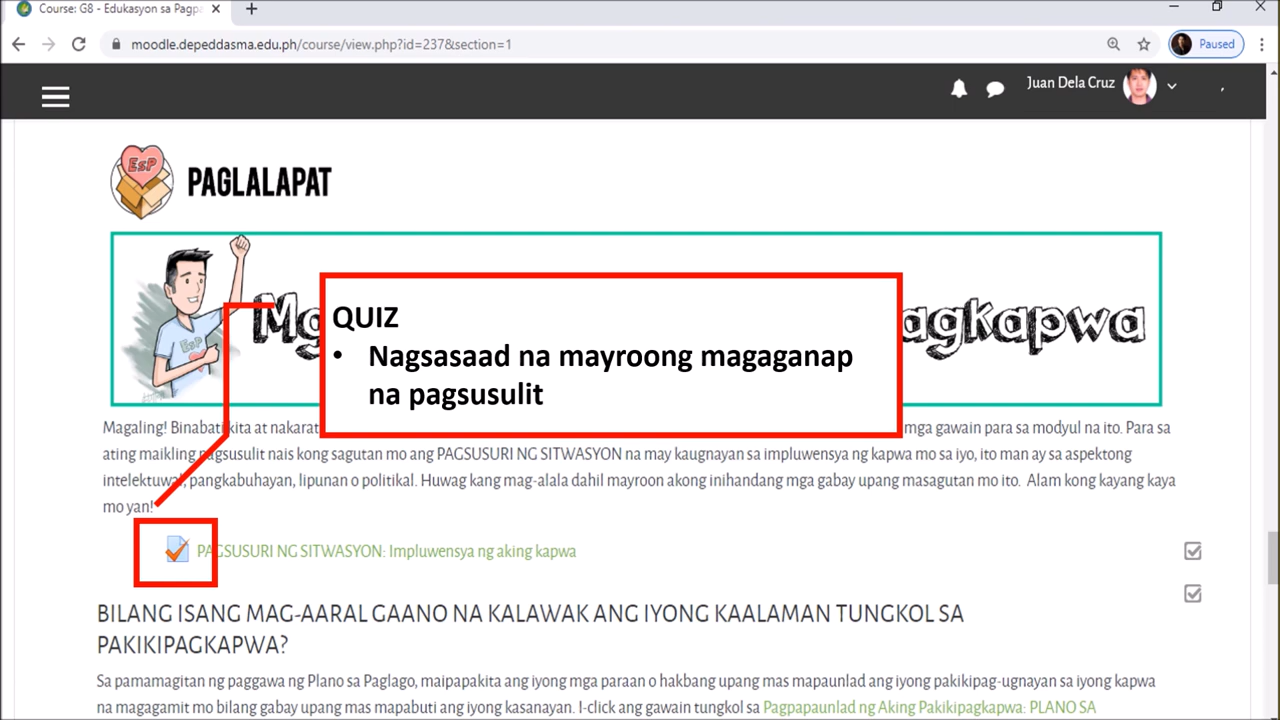 Course: G8 - Edukasyon sa Pagpa
moodle.depeddasma.edu.ph/course/view.php?id=237&section=1
Paused
Juan Dela Cruz
EsP
PAGLALAPAT
EsP
Mg
agkapwa
QUIZ
• Nagsasaad na mayroong magaganap
na pagsusulit
Magaling! Binabati kita at nakarat mga gawain para sa modyul na ito. Para sa
ating maikling pagsusulit nais kong sagutan mo ang PAGSUSURI NG SITWASYON na may kaugnayan sa impluwensya ng kapwa mo sa iyo, ito man ay sa aspektong
intelektuwal, pangkabuhayan, lipunan o politikal. Huwag kang mag-alala dahil mayroon akong inihandang mga gabay upang masagutan mo ito. Alam kong kayang kaya
mo yan!
PAGSUSURI NG SITWASYON: Impluwensya ng aking kapwa
BILANG ISANG MAG-AARAL GAANO NA KALAWAK ANG IYONG KAALAMAN TUNGKOL SA
PAKIKIPAGKAPWA?
Sa pamamagitan ng paggawa ng Plano sa Paglago, maipapakita ang iyong mga paraan o hakbang upang mas mapaunlad ang iyong pakikipag-ugnayan sa iyong kapwa
na magagamit mo bilang gabay upang mas mapabuti ang iyong kasanayan. I-click ang gawain tungkol sa Pagpapaunlad ng Aking Pakikipagkapwa: PLANO SA